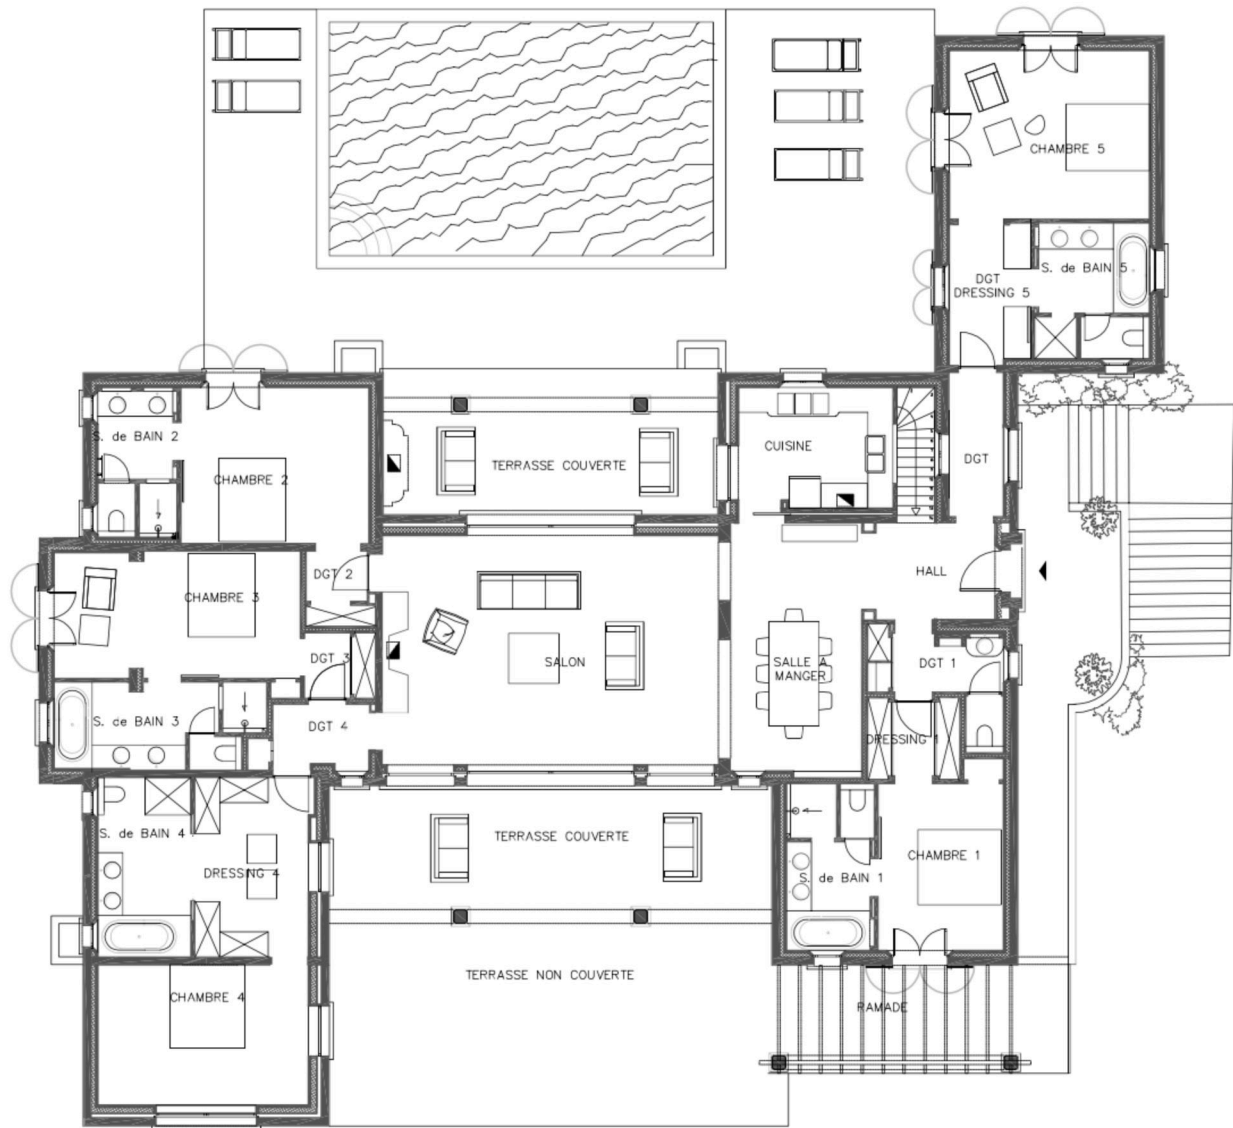 CHAMBRE 5
S. de BAIN 5
DGT
DRESSING 5
S. de BAIN 2
CUISINE
TERRASSE COUVERTE
DGT
CHAMBRE 2
HALL
DGT 2
CHAMBRE 3
DGT 3
SALON
SALLE A
MANGER
DGT 1
S. de BAIN 3
DGT 4
DRESSING 1
S. de BAIN 4
TERRASSE COUVERTE
CHAMBRE 1
DRESSING 4
S. de BAIN 1
TERRASSE NON COUVERTE
CHAMBRE 4
RAMADE